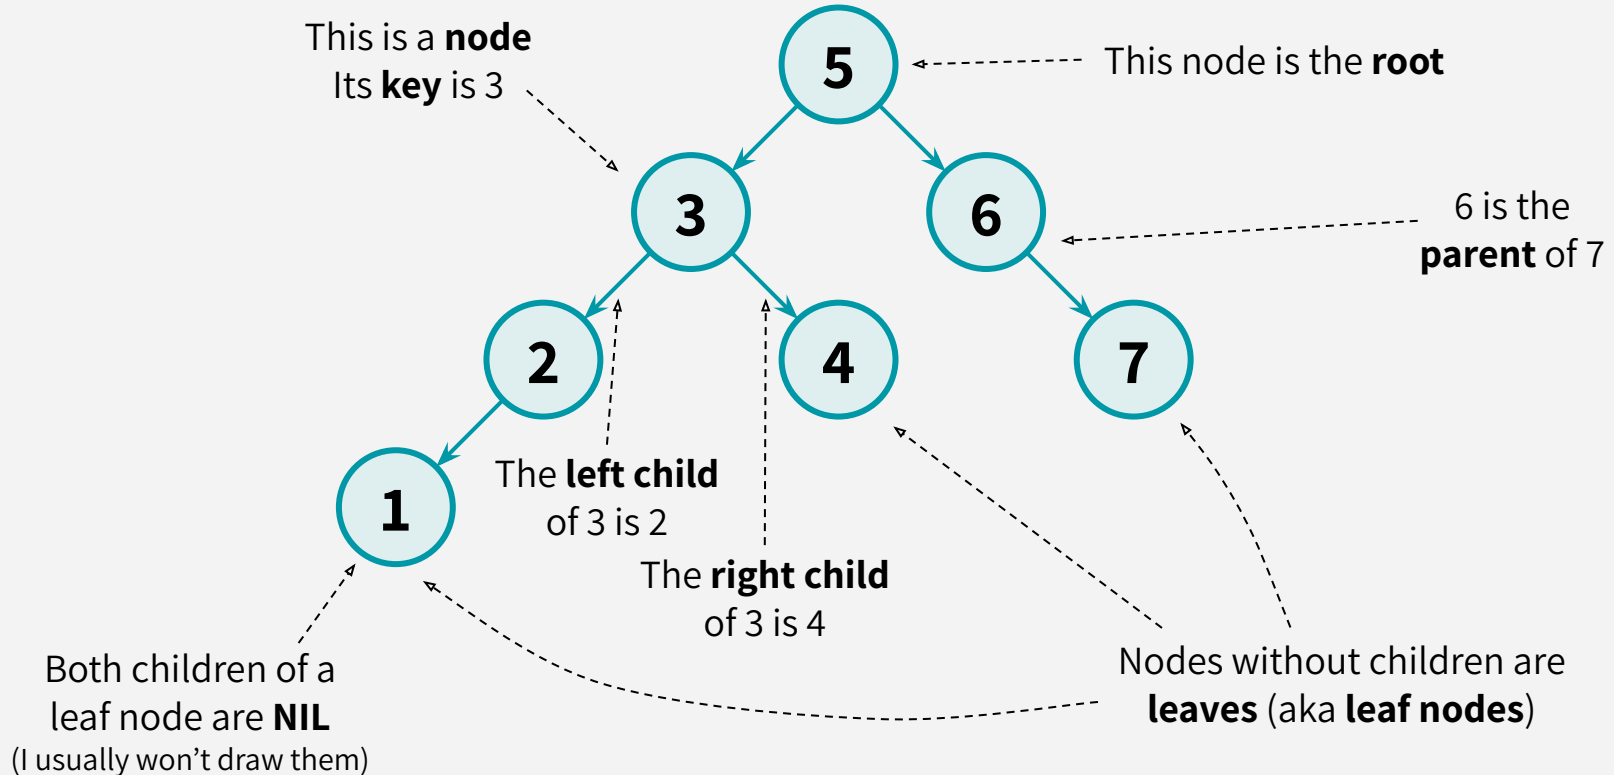 This is a node
Its key is 3
5
This node is the root
3
6
6 is the
parent of 7
2
4
7
1
The left child
of 3 is 2
The right child
of 3 is 4
Both children of a
leaf node are NIL
(I usually won't draw them)
Nodes without children are
leaves (aka leaf nodes)